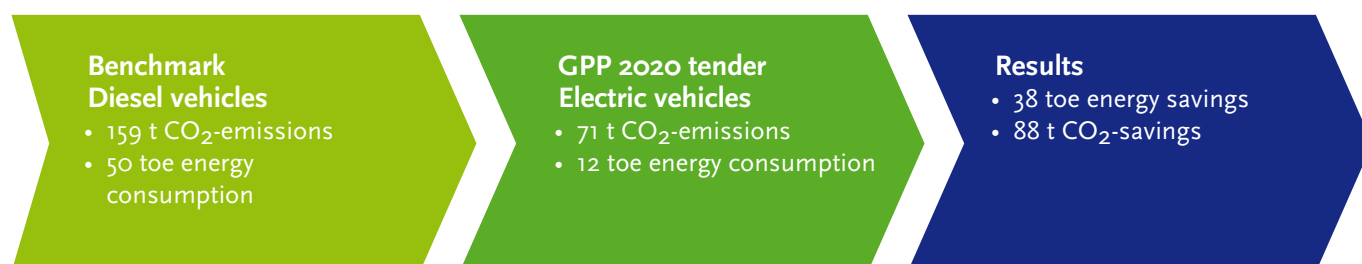 Benchmark
Diesel vehicles
• 159 t CO₂-emissions
• 50 toe energy
consumption
GPP 2020 tender
Electric vehicles
• 71 t CO₂-emissions
• 12 toe energy consumption
Results
• 38 toe energy savings
• 88 t CO₂-savings